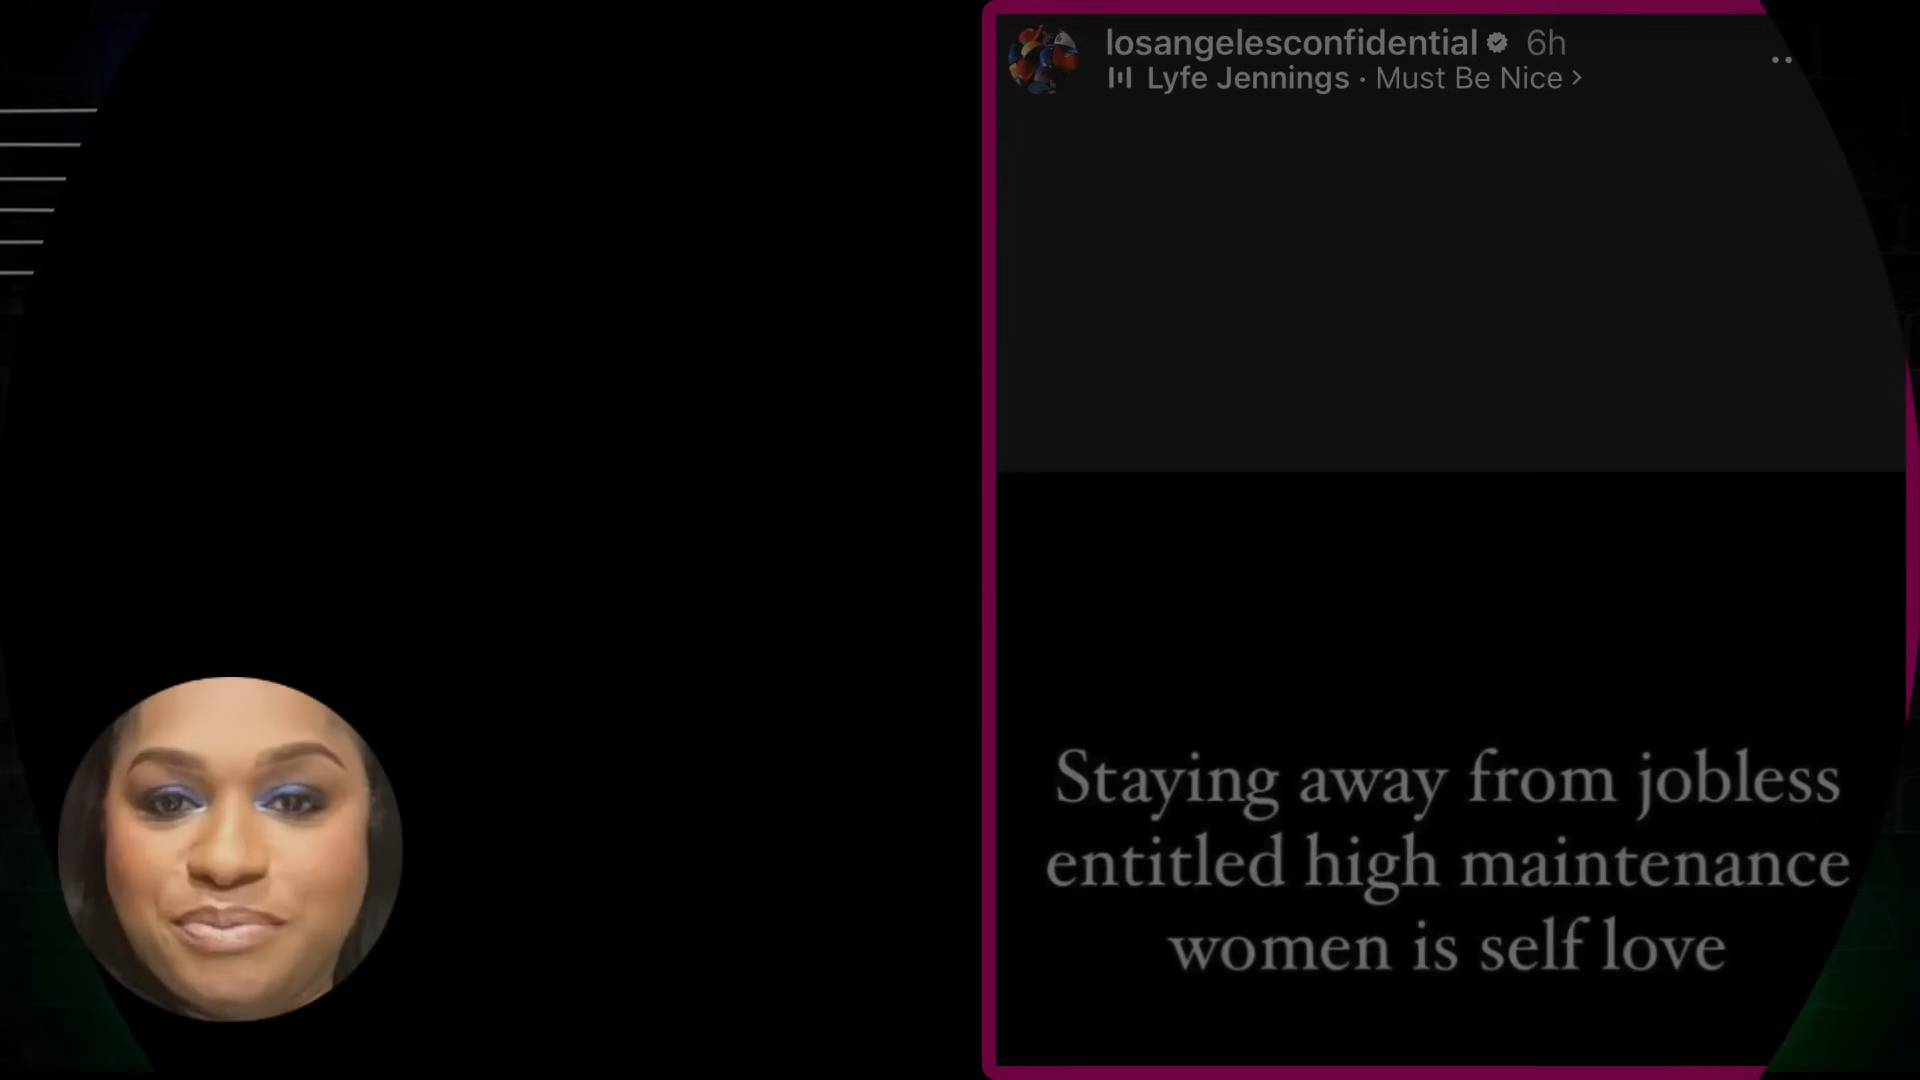 losangelesconfidential 6h
Lyfe Jennings · Must Be Nice >
Staying away from jobless
entitled high maintenance
women is self love